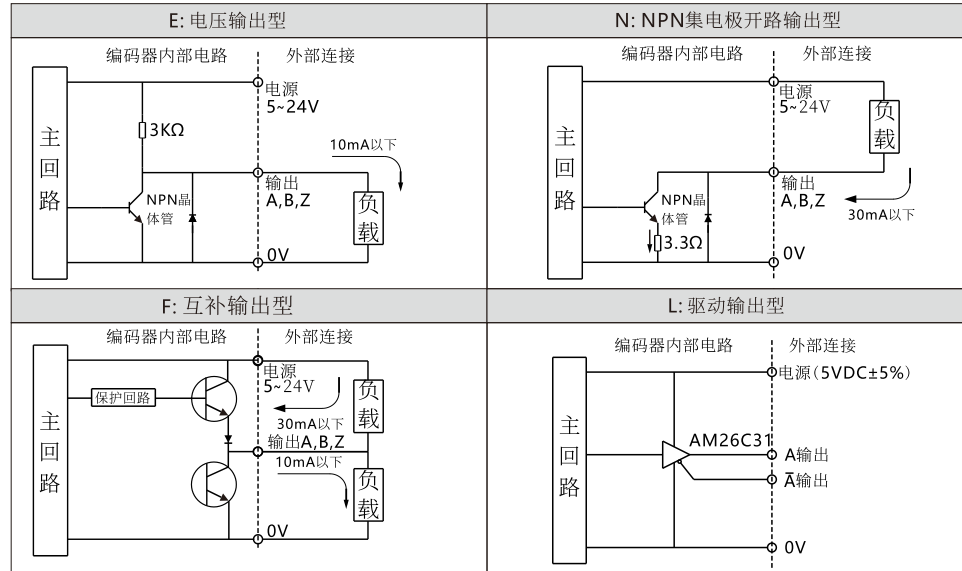 E: 电压输出型
编码器内部电路
外部连接
电源
5~24V
3KΩ
主回路
10mA以下
输出
A,B,Z
NPN晶
体管
负载
0V
N: NPN集电极开路输出型
编码器内部电路
外部连接
电源
5~24V
负载
主回路
输出
A,B,Z
NPN晶
体管
30mA以下
3.3Ω
0V
F: 互补输出型
编码器内部电路
外部连接
电源
5~24V
负载
保护回路
30mA以下
主回路
输出A,B,Z
10mA以下
负载
0V
L: 驱动输出型
编码器内部电路
外部连接
电源(5VDC±5%)
主回路
AM26C31
A输出
A̅输出
0V